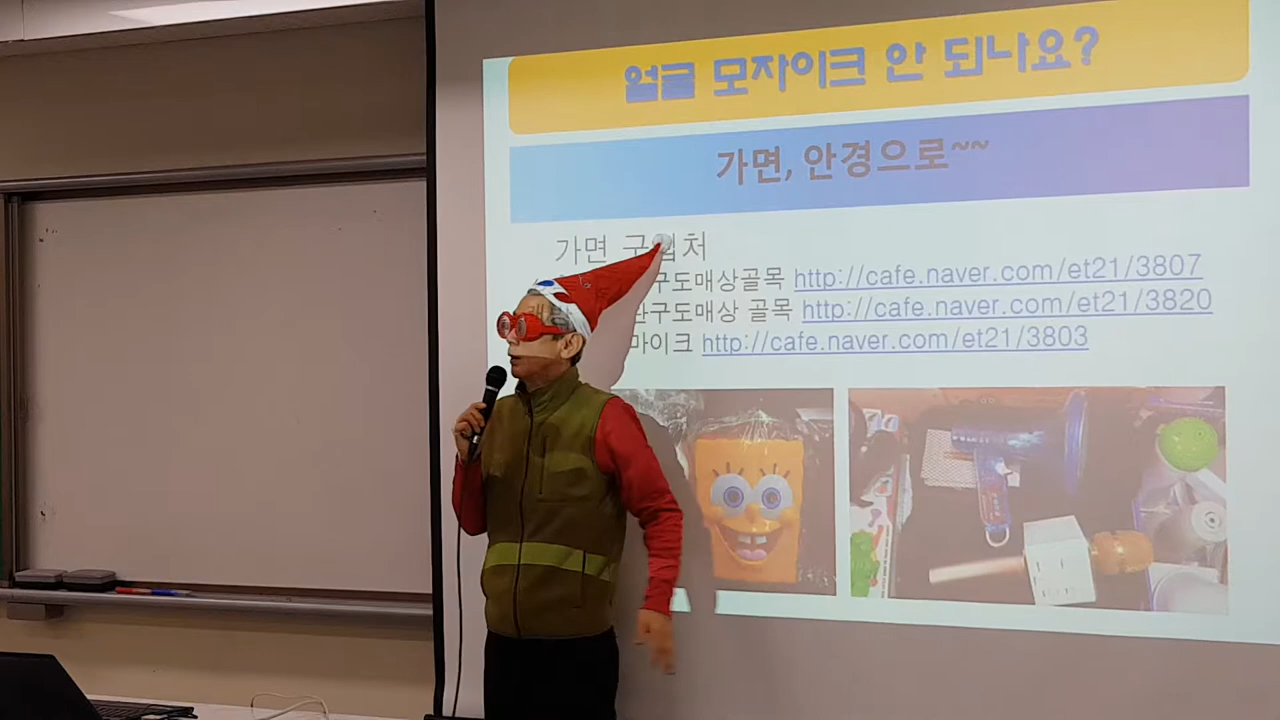 얼굴 모자이크 안 되나요?
가면, 안경으로~~
가면 구입처
구도매상골목 http://cafe.naver.com/et21/3807
구도매상 골목 http://cafe.naver.com/et21/3820
마이크 http://cafe.naver.com/et21/3803